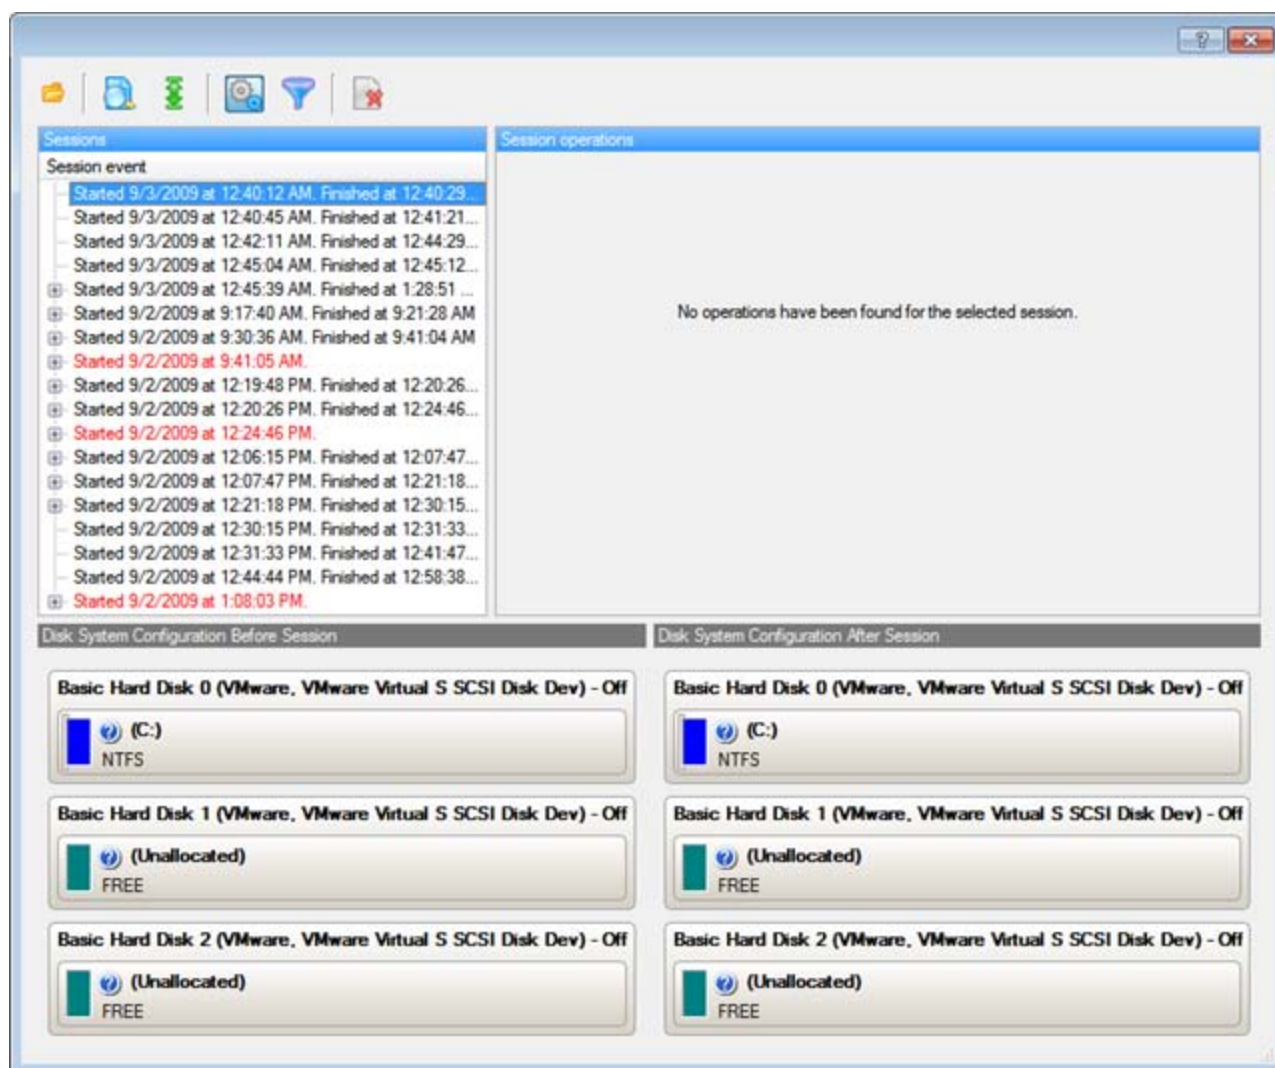 Sessions
Session operations
Session event
Started 9/3/2009 at 12:40:12 AM. Finished at 12:40:29...
Started 9/3/2009 at 12:40:45 AM. Finished at 12:41:21...
Started 9/3/2009 at 12:42:11 AM. Finished at 12:44:29...
Started 9/3/2009 at 12:45:04 AM. Finished at 12:45:12...
Started 9/3/2009 at 12:45:39 AM. Finished at 1:28:51 ...
Started 9/2/2009 at 9:17:40 AM. Finished at 9:21:28 AM
Started 9/2/2009 at 9:30:36 AM. Finished at 9:41:04 AM
Started 9/2/2009 at 9:41:05 AM.
Started 9/2/2009 at 12:19:48 PM. Finished at 12:20:26...
Started 9/2/2009 at 12:20:26 PM. Finished at 12:24:46...
Started 9/2/2009 at 12:24:46 PM.
Started 9/2/2009 at 12:06:15 PM. Finished at 12:07:47...
Started 9/2/2009 at 12:07:47 PM. Finished at 12:21:18...
Started 9/2/2009 at 12:21:18 PM. Finished at 12:30:15...
Started 9/2/2009 at 12:30:15 PM. Finished at 12:31:33...
Started 9/2/2009 at 12:31:33 PM. Finished at 12:41:47...
Started 9/2/2009 at 12:44:44 PM. Finished at 12:58:38...
Started 9/2/2009 at 1:08:03 PM.
No operations have been found for the selected session.
Disk System Configuration Before Session
Basic Hard Disk 0 (VMware, VMware Virtual S SCSI Disk Dev) - Off
(C:)
NTFS
Basic Hard Disk 1 (VMware, VMware Virtual S SCSI Disk Dev) - Off
(Unallocated)
FREE
Basic Hard Disk 2 (VMware, VMware Virtual S SCSI Disk Dev) - Off
(Unallocated)
FREE
Disk System Configuration After Session
Basic Hard Disk 0 (VMware, VMware Virtual S SCSI Disk Dev) - Off
(C:)
NTFS
Basic Hard Disk 1 (VMware, VMware Virtual S SCSI Disk Dev) - Off
(Unallocated)
FREE
Basic Hard Disk 2 (VMware, VMware Virtual S SCSI Disk Dev) - Off
(Unallocated)
FREE